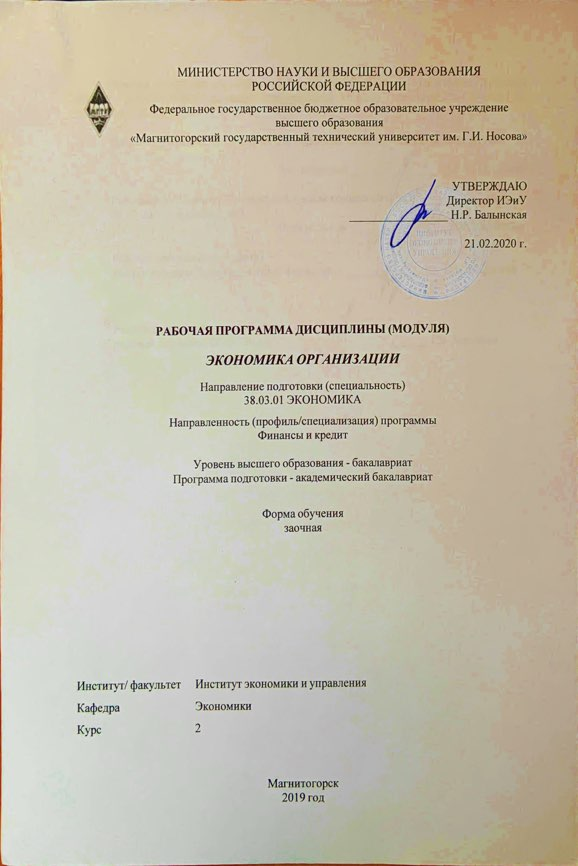 МИНИСТЕРСТВО НАУКИ И ВЫСШЕГО ОБРАЗОВАНИЯ
РОССИЙСКОЙ ФЕДЕРАЦИИ
Федеральное государственное бюджетное образовательное учреждение
высшего образования
«Магнитогорский государственный технический университет им. Г.И. Носова»
УТВЕРЖДАЮ
Директор ИЭиУ
Н.Р. Балынская
21.02.2020 г.
РАБОЧАЯ ПРОГРАММА ДИСЦИПЛИНЫ (МОДУЛЯ)
ЭКОНОМИКА ОРГАНИЗАЦИИ
Направление подготовки (специальность)
38.03.01 ЭКОНОМИКА
Направленность (профиль/специализация) программы
Финансы и кредит
Уровень высшего образования - бакалавриат
Программа подготовки - академический бакалавриат
Форма обучения
заочная
Институт/ факультет Институт экономики и управления
Кафедра Экономики
Курс 2
Магнитогорск
2019 год